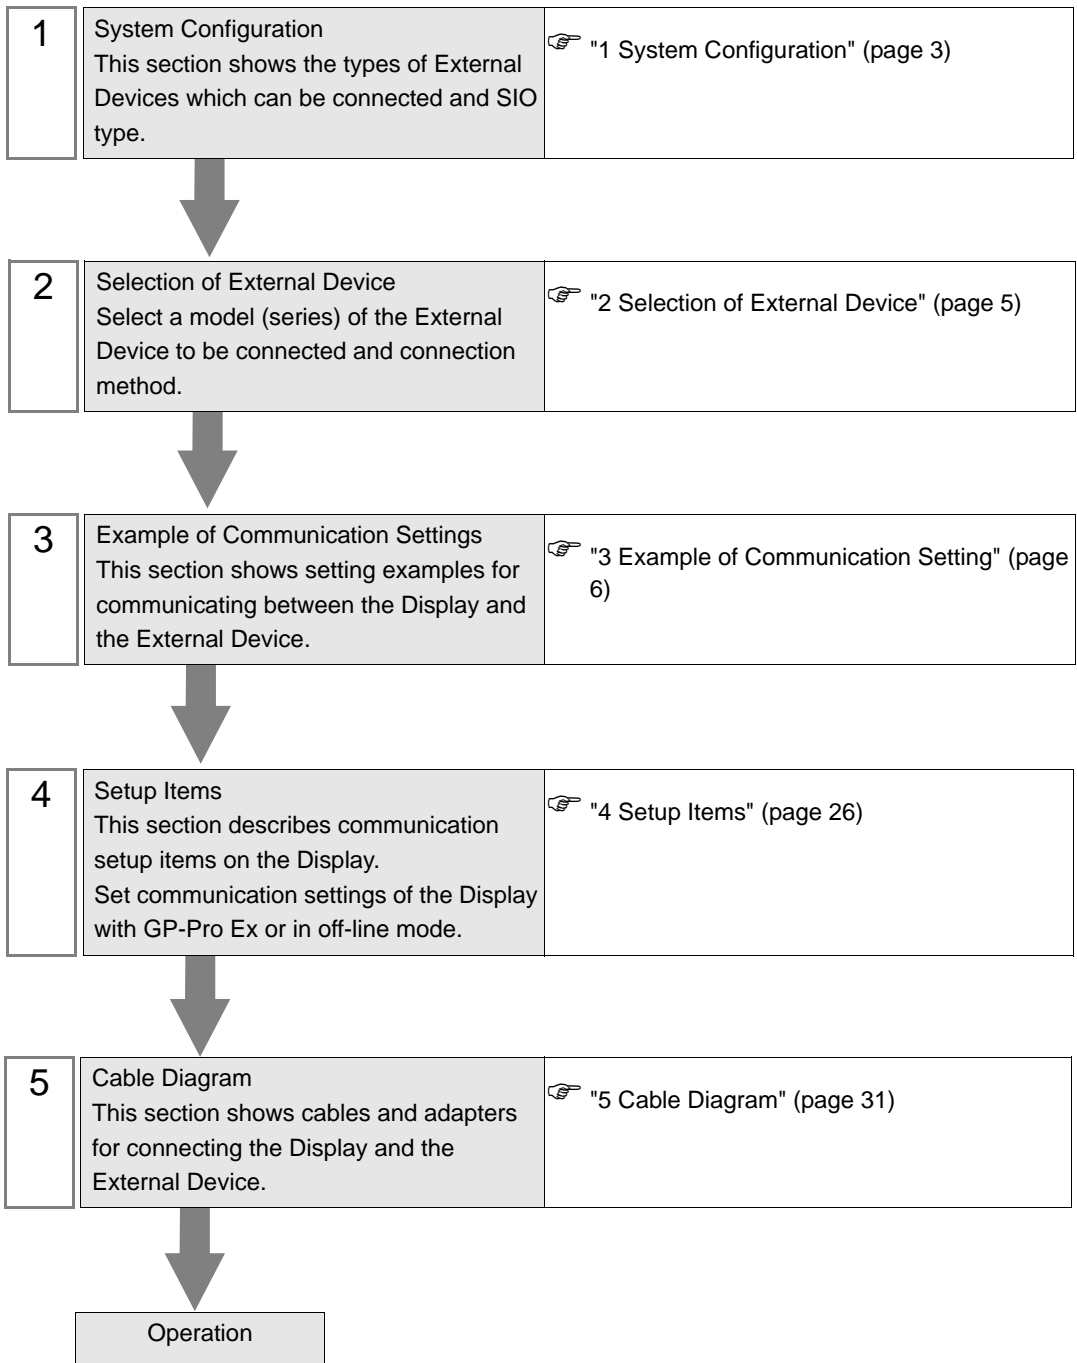 1
System Configuration
This section shows the types of External
Devices which can be connected and SIO
type.
"1 System Configuration" (page 3)
2
Selection of External Device
Select a model (series) of the External
Device to be connected and connection
method.
"2 Selection of External Device" (page 5)
3
Example of Communication Settings
This section shows setting examples for
communicating between the Display and
the External Device.
"3 Example of Communication Setting" (page
6)
4
Setup Items
This section describes communication
setup items on the Display.
Set communication settings of the Display
with GP-Pro Ex or in off-line mode.
"4 Setup Items" (page 26)
5
Cable Diagram
This section shows cables and adapters
for connecting the Display and the
External Device.
"5 Cable Diagram" (page 31)
Operation